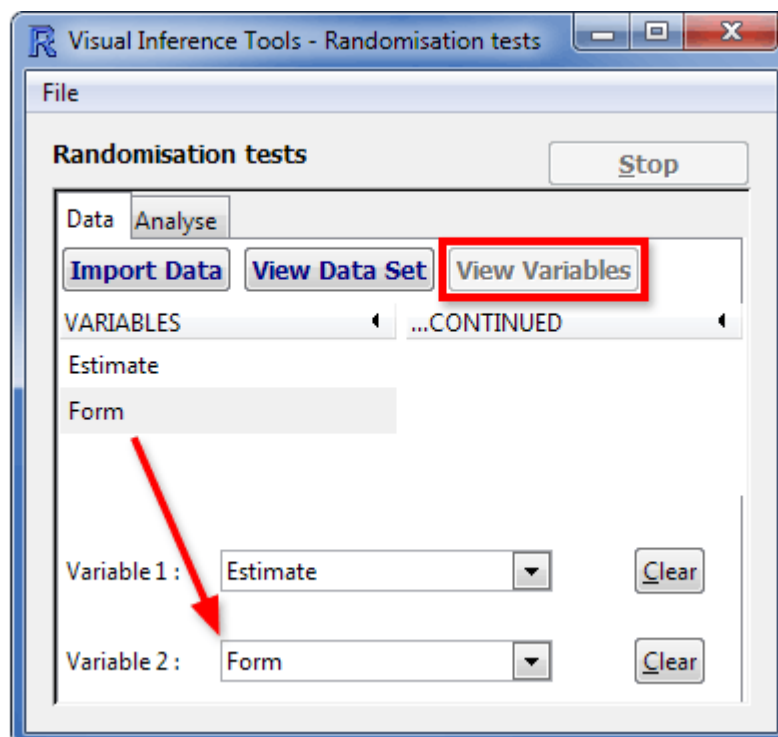 Visual Inference Tools - Randomisation tests
File
Randomisation tests
Stop
Data Analyse
Import Data View Data Set View Variables
VARIABLES ...CONTINUED
Estimate
Form
Variable 1 : Estimate Clear
Variable 2 : Form Clear